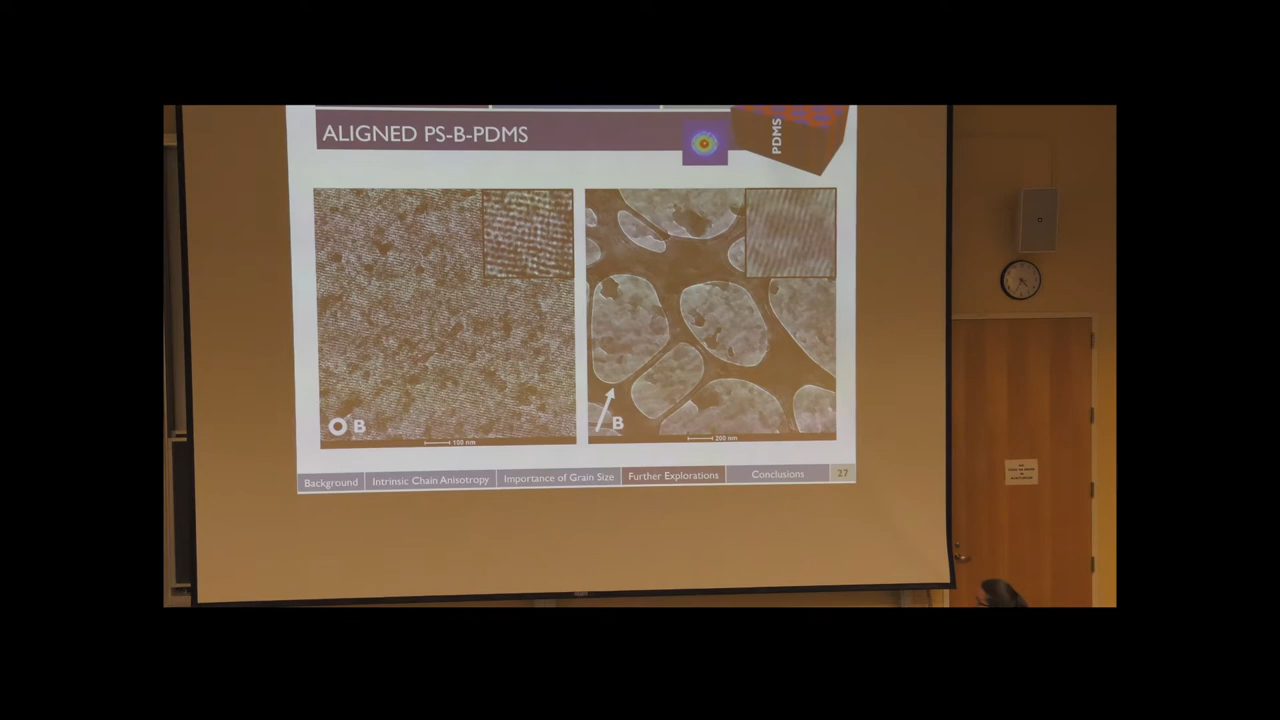 ALIGNED PS-B-PDMS
PDMS
B
100 nm
B
200 nm
Background
Intrinsic Chain Anisotropy
Importance of Grain Size
Further Explorations
Conclusions
27